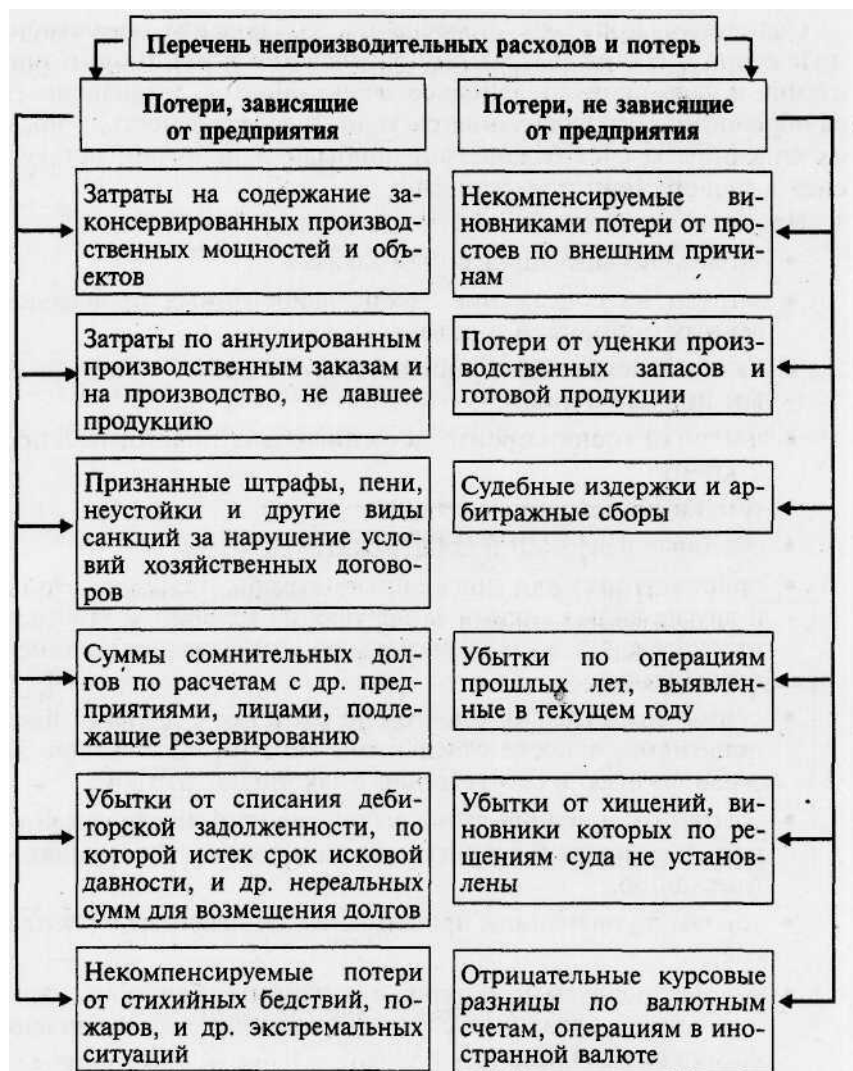 Перечень непроизводительных расходов и потерь
Потери, зависящие
от предприятия
Затраты на содержание за-
консервированных производ-
ственных мощностей и объ-
ектов
Затраты по аннулированным
производственным заказам и
на производство, не давшее
продукцию
Признанные штрафы, пени,
неустойки и другие виды
санкций за нарушение усло-
вий хозяйственных догово-
ров
Суммы сомнительных дол-
гов по расчетам с др. пред-
приятиями, лицами, подле-
жащие резервированию
Убытки от списания деби-
торской задолженности, по
которой истек срок исковой
давности, и др. нереальных
сумм для возмещения долгов
Некомпенсируемые потери
от стихийных бедствий, по-
жаров, и др. экстремальных
ситуаций
Потери, не зависящие
от предприятия
Некомпенсируемые ви-
новниками потери от про-
стоев по внешним причи-
нам
Потери от уценки произ-
водственных запасов и
готовой продукции
Судебные издержки и ар-
битражные сборы
Убытки по операциям
прошлых лет, выявлен-
ные в текущем году
Убытки от хищений, ви-
новники которых по ре-
шениям суда не установ-
лены
Отрицательные курсовые
разницы по валютным
счетам, операциям в ино-
странной валюте